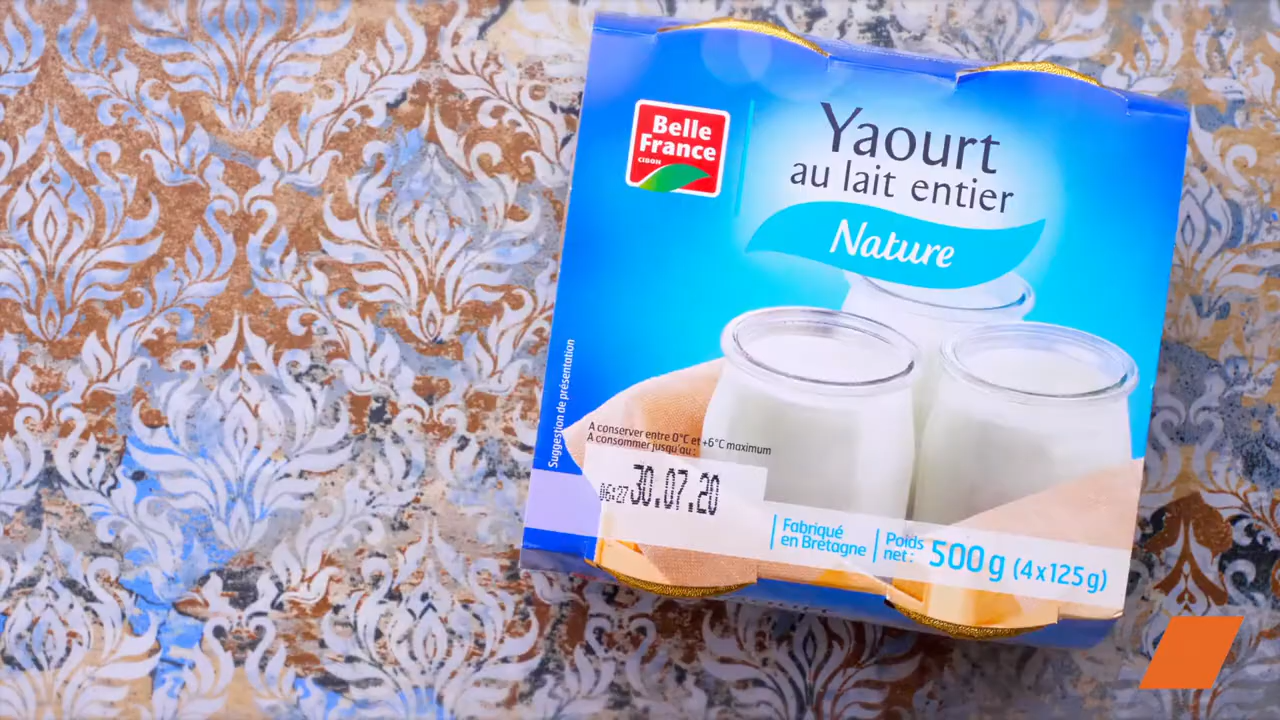 Belle
France
CIDON
Yaourt
au lait entier
Nature
Suggestion de présentation
A conserver entre 0°C et +6°C maximum
A consommer jusqu'au :
06:27 30.07.20
Fabriqué
en Bretagne
Poids
net :
500 g (4 x 125 g)